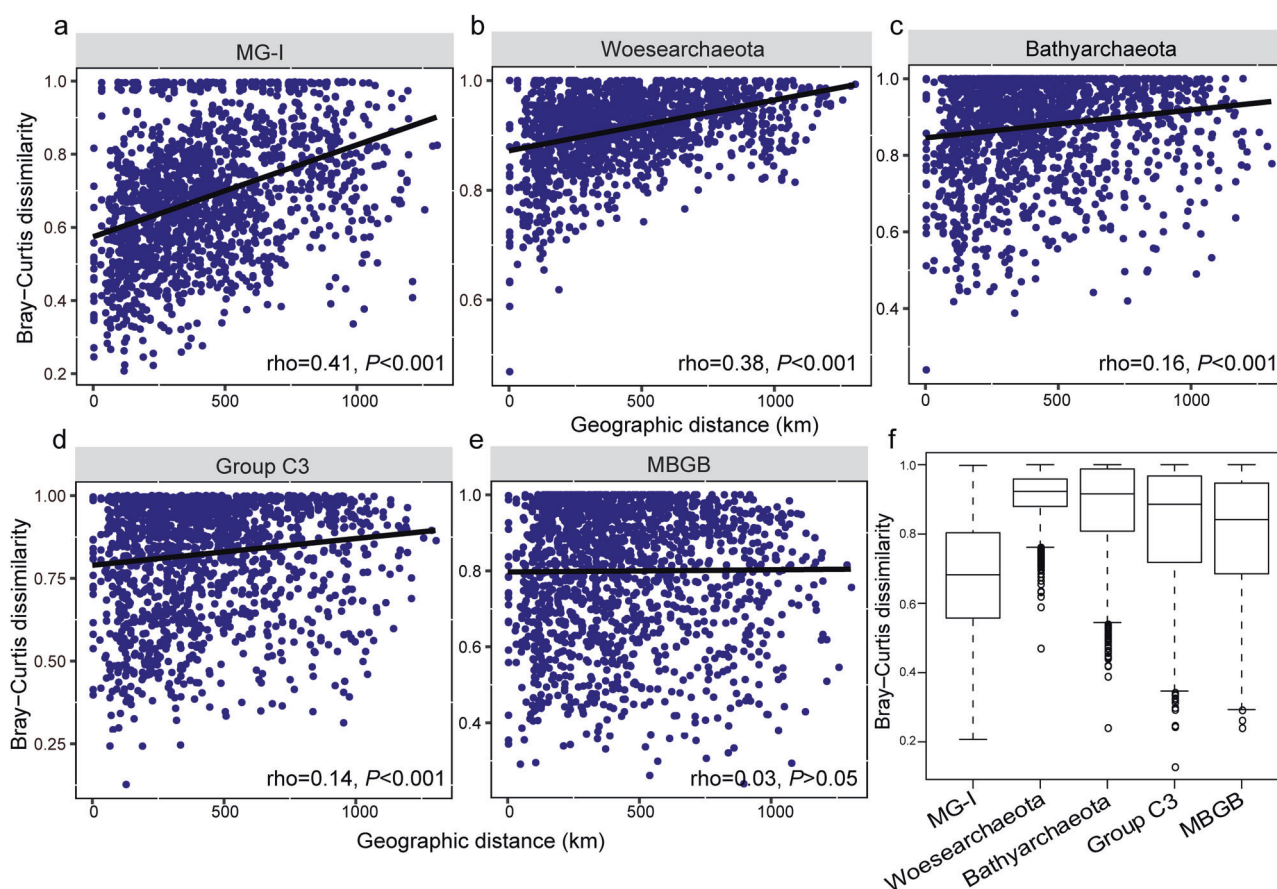 a
MG-I
b
Woesearchaeota
c
Bathyarchaeota
Bray−Curtis dissimilarity
1.0
0.8
0.6
0.4
0.2
0
500
1000
rho=0.41, P<0.001
1.0
0.8
0.6
0
500
1000
rho=0.38, P<0.001
1.0
0.8
0.6
0.4
0
500
1000
rho=0.16, P<0.001
Geographic distance (km)
d
Group C3
e
MBGB
f
Bray−Curtis dissimilarity
1.00
0.75
0.50
0.25
0
500
1000
rho=0.14, P<0.001
1.0
0.8
0.6
0.4
0
500
1000
rho=0.03, P>0.05
Geographic distance (km)
Bray−Curtis dissimilarity
1.0
0.8
0.6
0.4
0.2
MG-I
Woesearchaeota
Bathyarchaeota
Group C3
MBGB